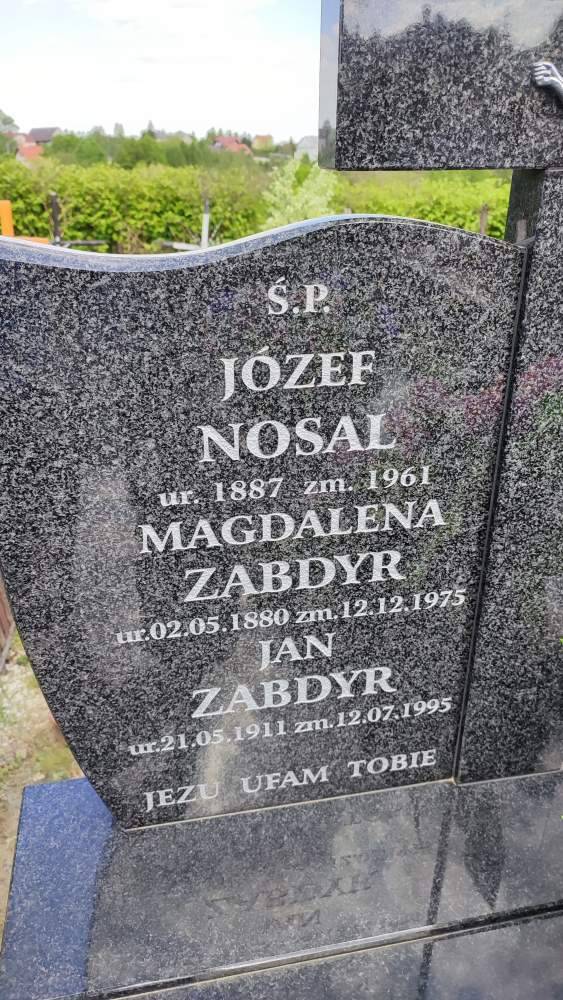 Ś.P.
JÓZEF
NOSAL
ur. 1887 zm. 1961
MAGDALENA
ZABDYR
ur.02.05.1880 zm.12.12.1975
JAN
ZABDYR
ur.21.05.1911 zm.12.07.1995
JEZU UFAM TOBIE